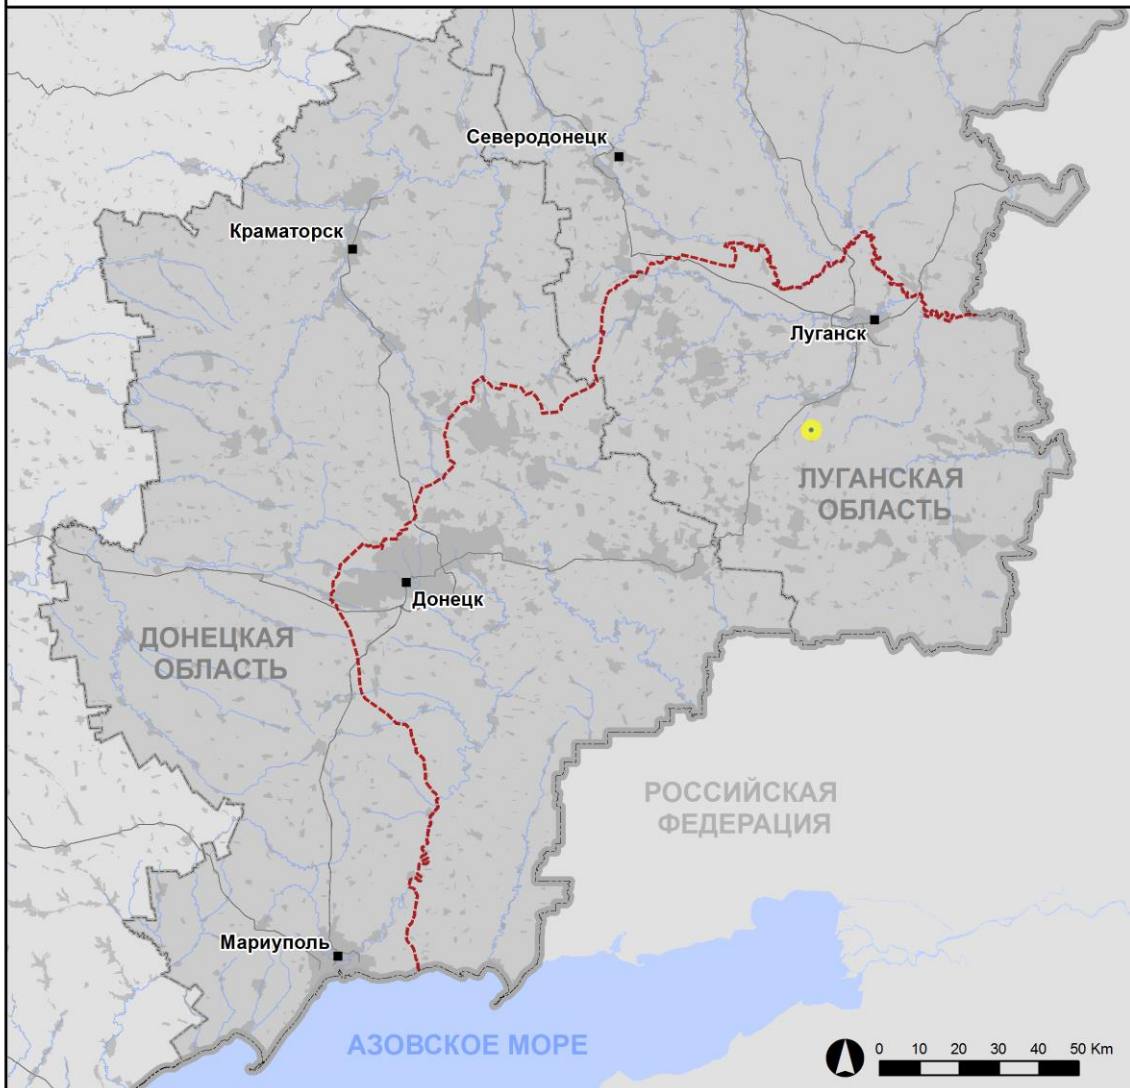 Северодонецк
Краматорск
Луганск
ЛУГАНСКАЯ
ОБЛАСТЬ
Донецк
ДОНЕЦКАЯ
ОБЛАСТЬ
РОССИЙСКАЯ
ФЕДЕРАЦИЯ
Мариуполь
АЗОВСКОЕ МОРЕ
0 10 20 30 40 50 Km